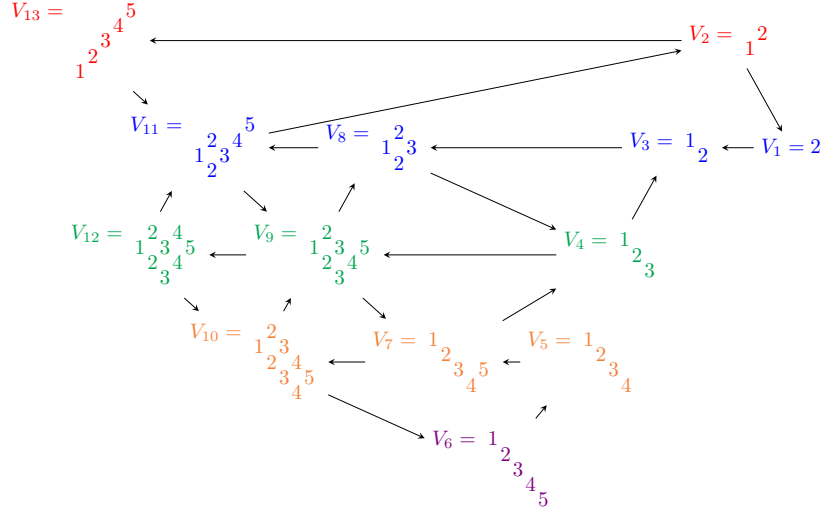 V₁₃ = 5
4
3
2
1
V₂ = 2
1
V₁₁ = 5
2 4
1 3
2
V₈ = 2
1 3
2
V₃ = 1
2
V₁ = 2
V₁₂ = 2 4
1 3 5
2 4
3
V₉ = 2
1 3 5
2 4
3
V₄ = 1
2
3
V₁₀ = 2
1 3
2 4
3 5
4
V₇ = 1
2
3 5
4
V₅ = 1
2
3
4
V₆ = 1
2
3
4
5